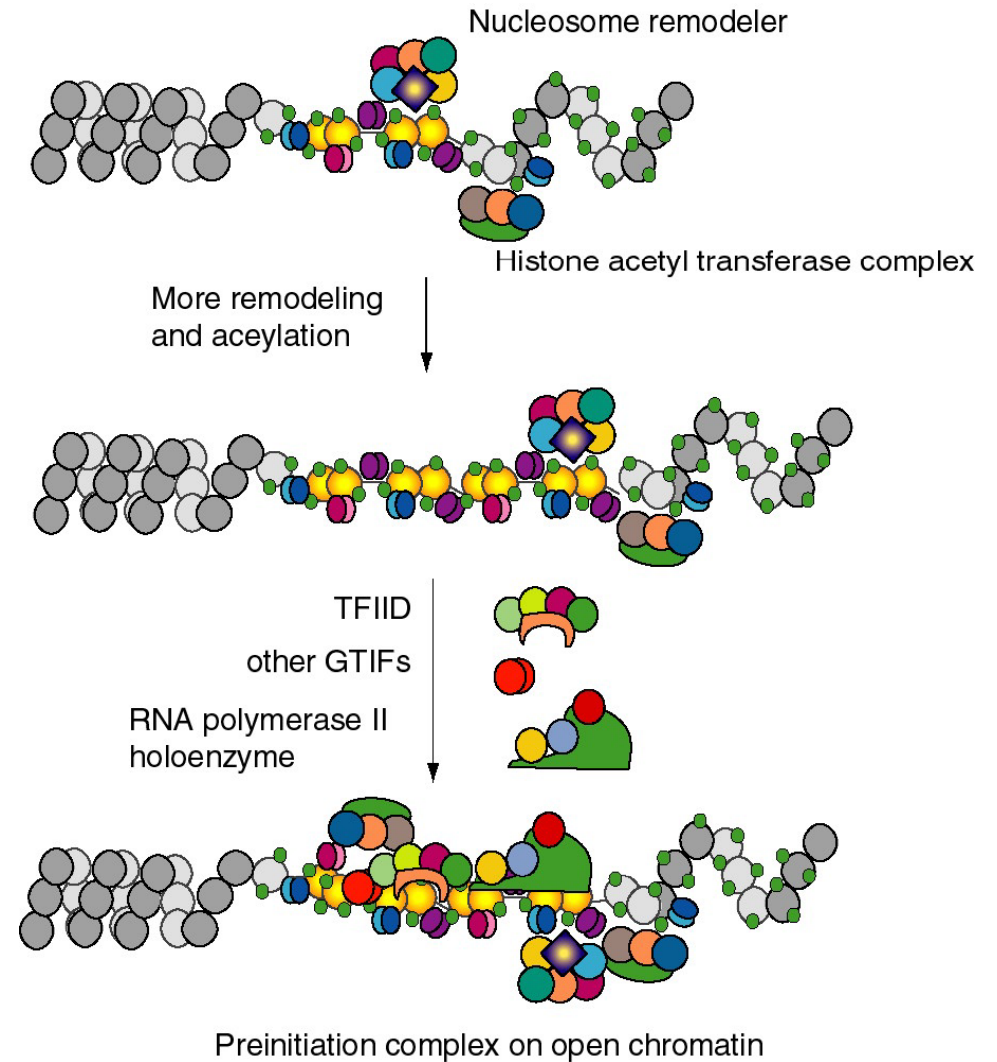 Nucleosome remodeler
Histone acetyl transferase complex
More remodeling
and aceylation
TFIID
other GTIFs
RNA polymerase II
holoenzyme
Preinitiation complex on open chromatin